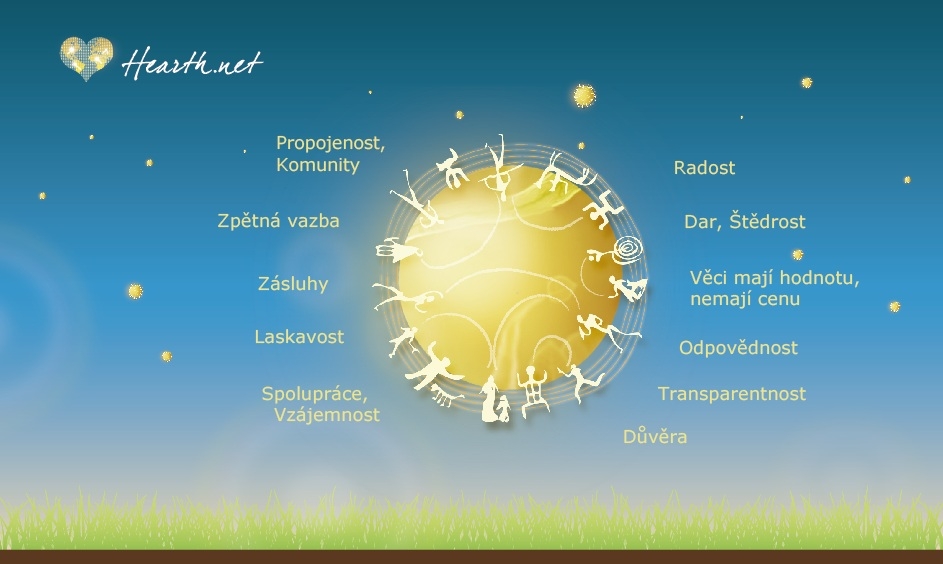 Hearth.net
Propojenost,
Komunity
Zpětná vazba
Zásluhy
Laskavost
Spolupráce,
Vzájemnost
Radost
Dar, Štědrost
Věci mají hodnotu,
nemají cenu
Odpovědnost
Transparentnost
Důvěra